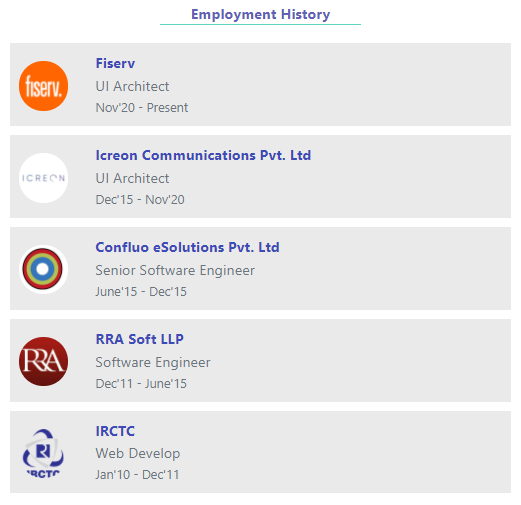 Employment History
fiserv.
Fiserv
UI Architect
Nov'20 - Present
ICREON
Icreon Communications Pvt. Ltd
UI Architect
Dec'15 - Nov'20
Confluo eSolutions Pvt. Ltd
Senior Software Engineer
June'15 - Dec'15
RRA
RRA Soft LLP
Software Engineer
Dec'11 - June'15
IRCTC
IRCTC
Web Develop
Jan'10 - Dec'11